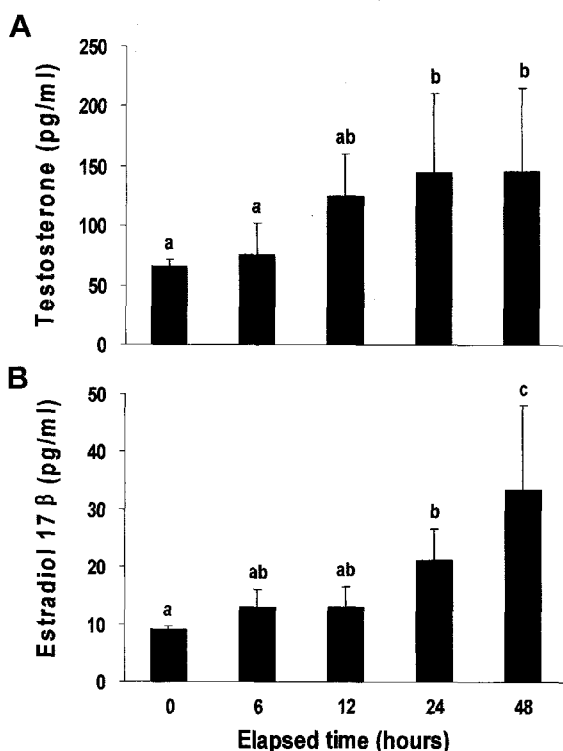 A
250
200
150
100
50
0
Testosterone (pg/ml)
a
a
ab
b
b
B
50
40
30
20
10
0
Estradiol 17 β (pg/ml)
a
ab
ab
b
c
0 6 12 24 48
Elapsed time (hours)